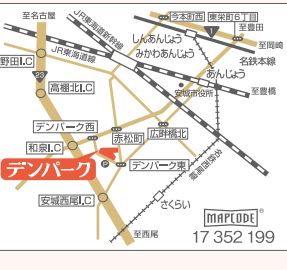 至名古屋
JR東海道新幹線
JR東海道線
今本町西
東栄町6丁目
1
至豊田
至岡崎
しんあんじょう
みかわあんじょう
名鉄本線
野田I.C
23
高棚北I.C
あんじょう
安城市役所
至豊橋
デンパーク西
赤松町
広畔橋北
和泉I.C
デンパーク
P
デンパーク東
名鉄西尾線
安城西尾I.C
さくらい
至西尾
MAPCODE®
17 352 199